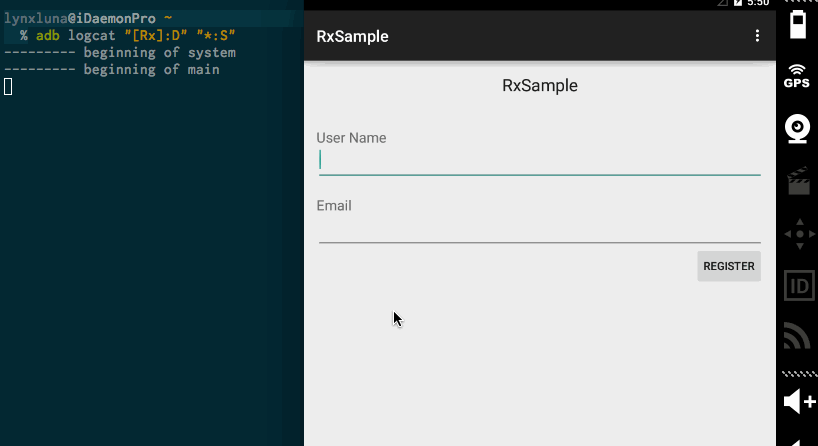 lynxluna@iDaemonPro ~
% adb logcat "[Rx]:D" "*:S"
--------- beginning of system
--------- beginning of main
5:50
RxSample
RxSample
User Name
Email
REGISTER
GPS
ID